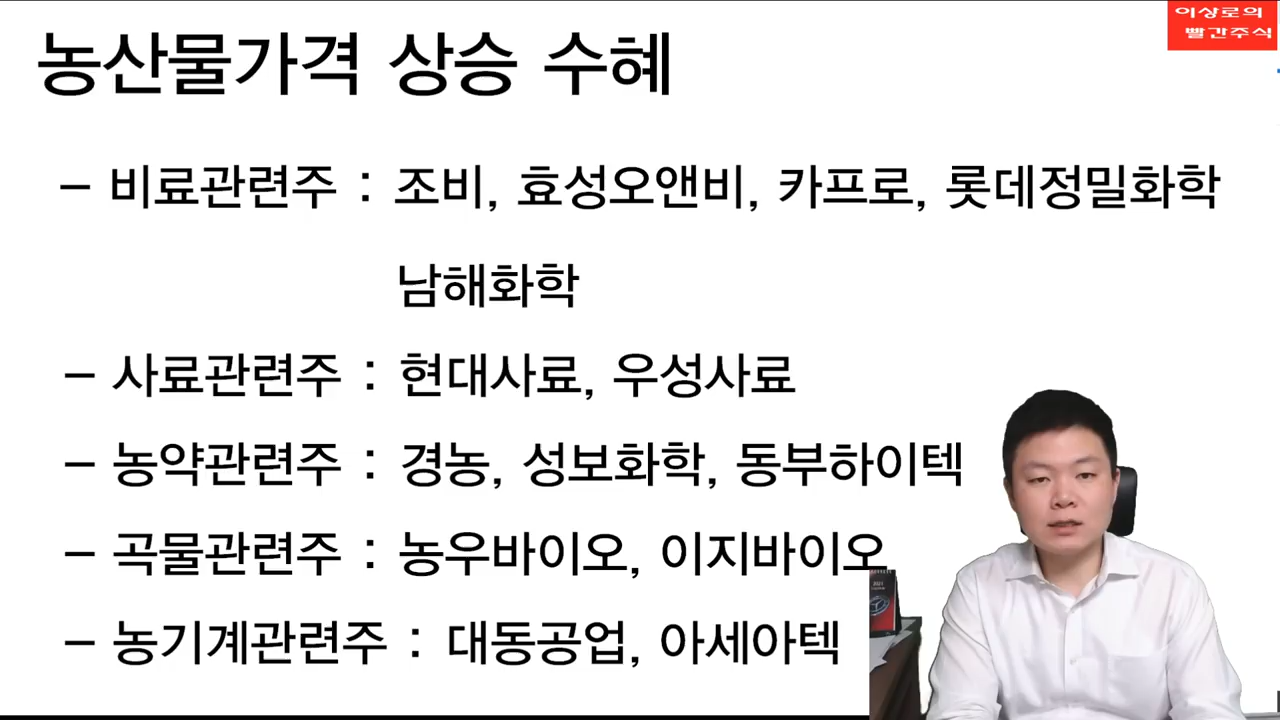 이상로의
빨간주식
농산물가격 상승 수혜
– 비료관련주 : 조비, 효성오앤비, 카프로, 롯데정밀화학
남해화학
– 사료관련주 : 현대사료, 우성사료
– 농약관련주 : 경농, 성보화학, 동부하이텍
– 곡물관련주 : 농우바이오, 이지바이오
– 농기계관련주 : 대동공업, 아세아텍
2021